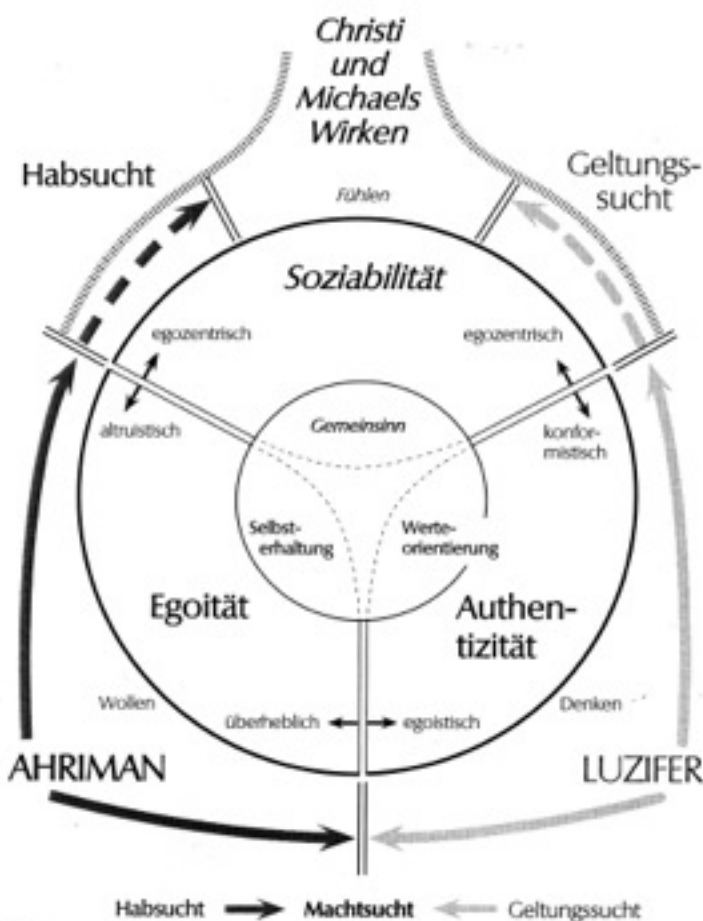 Christi
und
Michaels
Wirken
Habsucht
Geltungs-
sucht
Fühlen
Soziabilität
egozentrisch
egozentrisch
altruistisch
Gemeinsinn
konfor-
mistisch
Selbst-
erhaltung
Werte-
orientierung
Egoität
Authen-
tizität
Wollen
Denken
überheblich
egoistisch
AHRIMAN
LUZIFER
Habsucht
Machtsucht
Geltungssucht